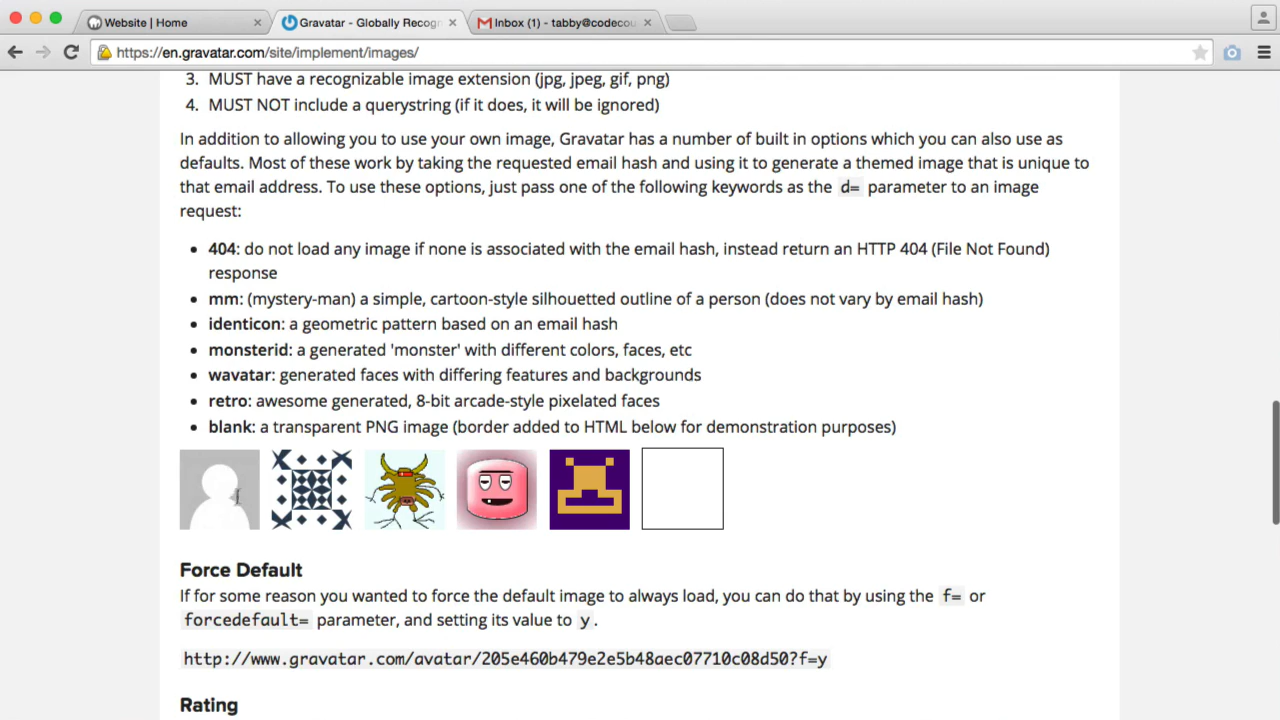 Website | Home
Gravatar - Globally Recogn
Inbox (1) - tabby@codecou
https://en.gravatar.com/site/implement/images/
3. MUST have a recognizable image extension (jpg, jpeg, gif, png)
4. MUST NOT include a querystring (if it does, it will be ignored)
In addition to allowing you to use your own image, Gravatar has a number of built in options which you can also use as
defaults. Most of these work by taking the requested email hash and using it to generate a themed image that is unique to
that email address. To use these options, just pass one of the following keywords as the d= parameter to an image
request:
• 404: do not load any image if none is associated with the email hash, instead return an HTTP 404 (File Not Found)
response
• mm: (mystery-man) a simple, cartoon-style silhouetted outline of a person (does not vary by email hash)
• identicon: a geometric pattern based on an email hash
• monsterid: a generated 'monster' with different colors, faces, etc
• wavatar: generated faces with differing features and backgrounds
• retro: awesome generated, 8-bit arcade-style pixelated faces
• blank: a transparent PNG image (border added to HTML below for demonstration purposes)
Force Default
If for some reason you wanted to force the default image to always load, you can do that by using the f= or
forcedefault= parameter, and setting its value to y.
http://www.gravatar.com/avatar/205e460b479e2e5b48aec07710c08d50?f=y
Rating